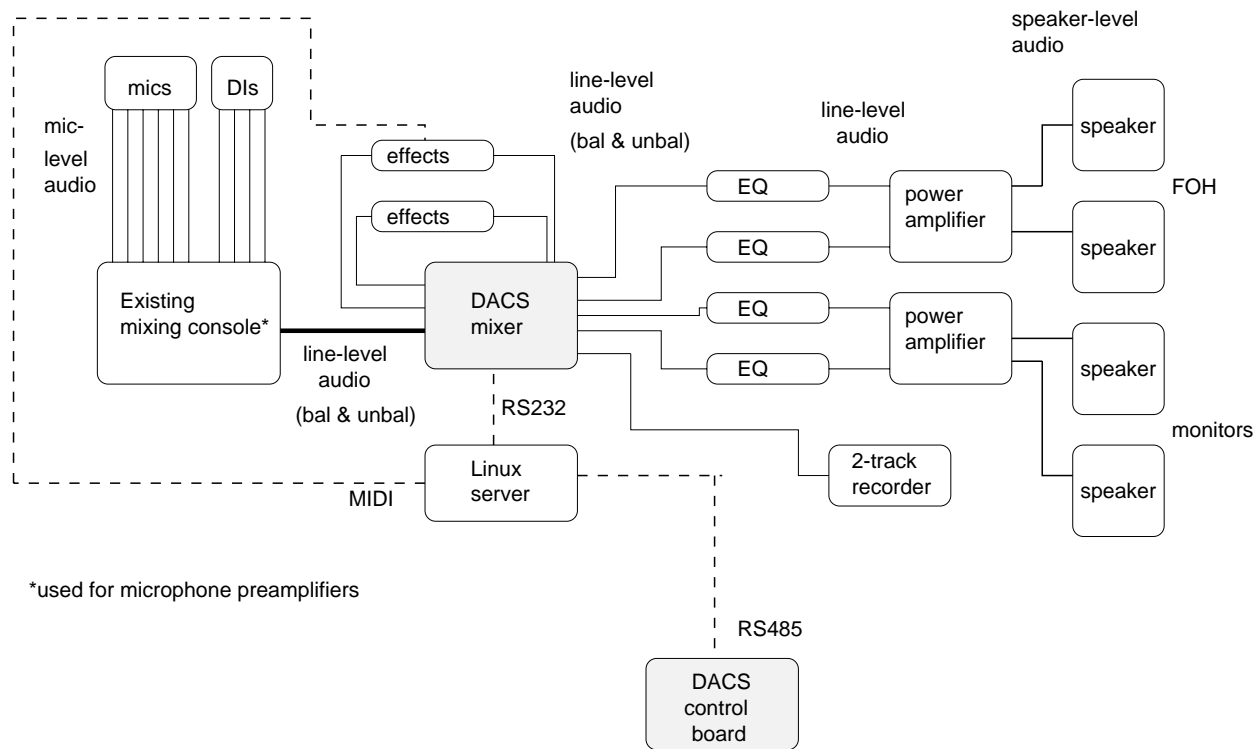 speaker-level
audio
mics
DIs
line-level
audio
(bal & unbal)
line-level
audio
mic-
level
audio
effects
effects
EQ
EQ
EQ
EQ
power
amplifier
power
amplifier
speaker
FOH
speaker
speaker
monitors
speaker
Existing
mixing console*
DACS
mixer
line-level
audio
(bal & unbal)
RS232
Linux
server
MIDI
2-track
recorder
*used for microphone preamplifiers
RS485
DACS
control
board